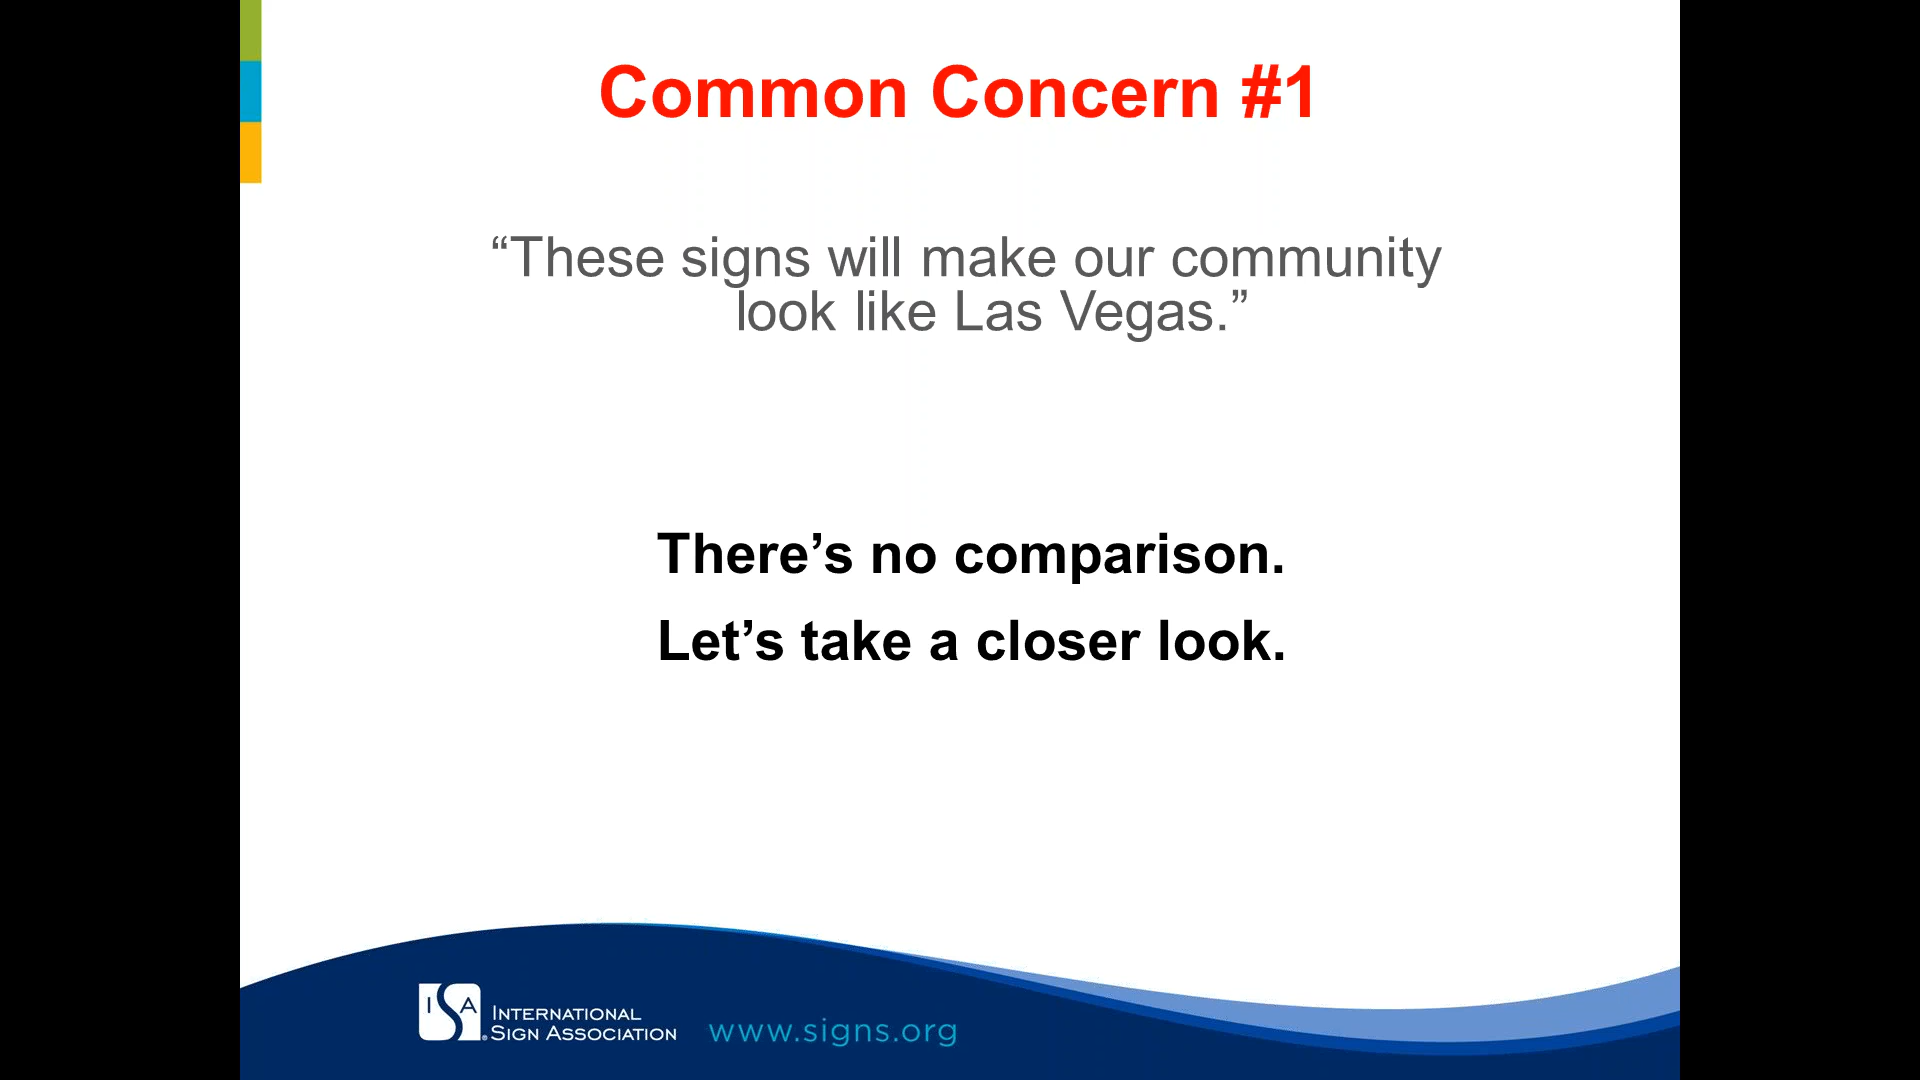 Common Concern #1
“These signs will make our community
look like Las Vegas.”
There’s no comparison.
Let’s take a closer look.
ISA
INTERNATIONAL
SIGN ASSOCIATION
www.signs.org